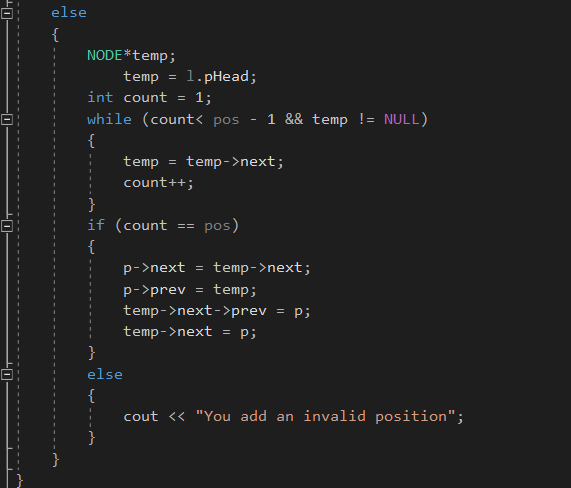 else
{
NODE*temp;
temp = l.pHead;
int count = 1;
while (count< pos - 1 && temp != NULL)
{
temp = temp->next;
count++;
}
if (count == pos)
{
p->next = temp->next;
p->prev = temp;
temp->next->prev = p;
temp->next = p;
}
else
{
cout << "You add an invalid position";
}
}
}